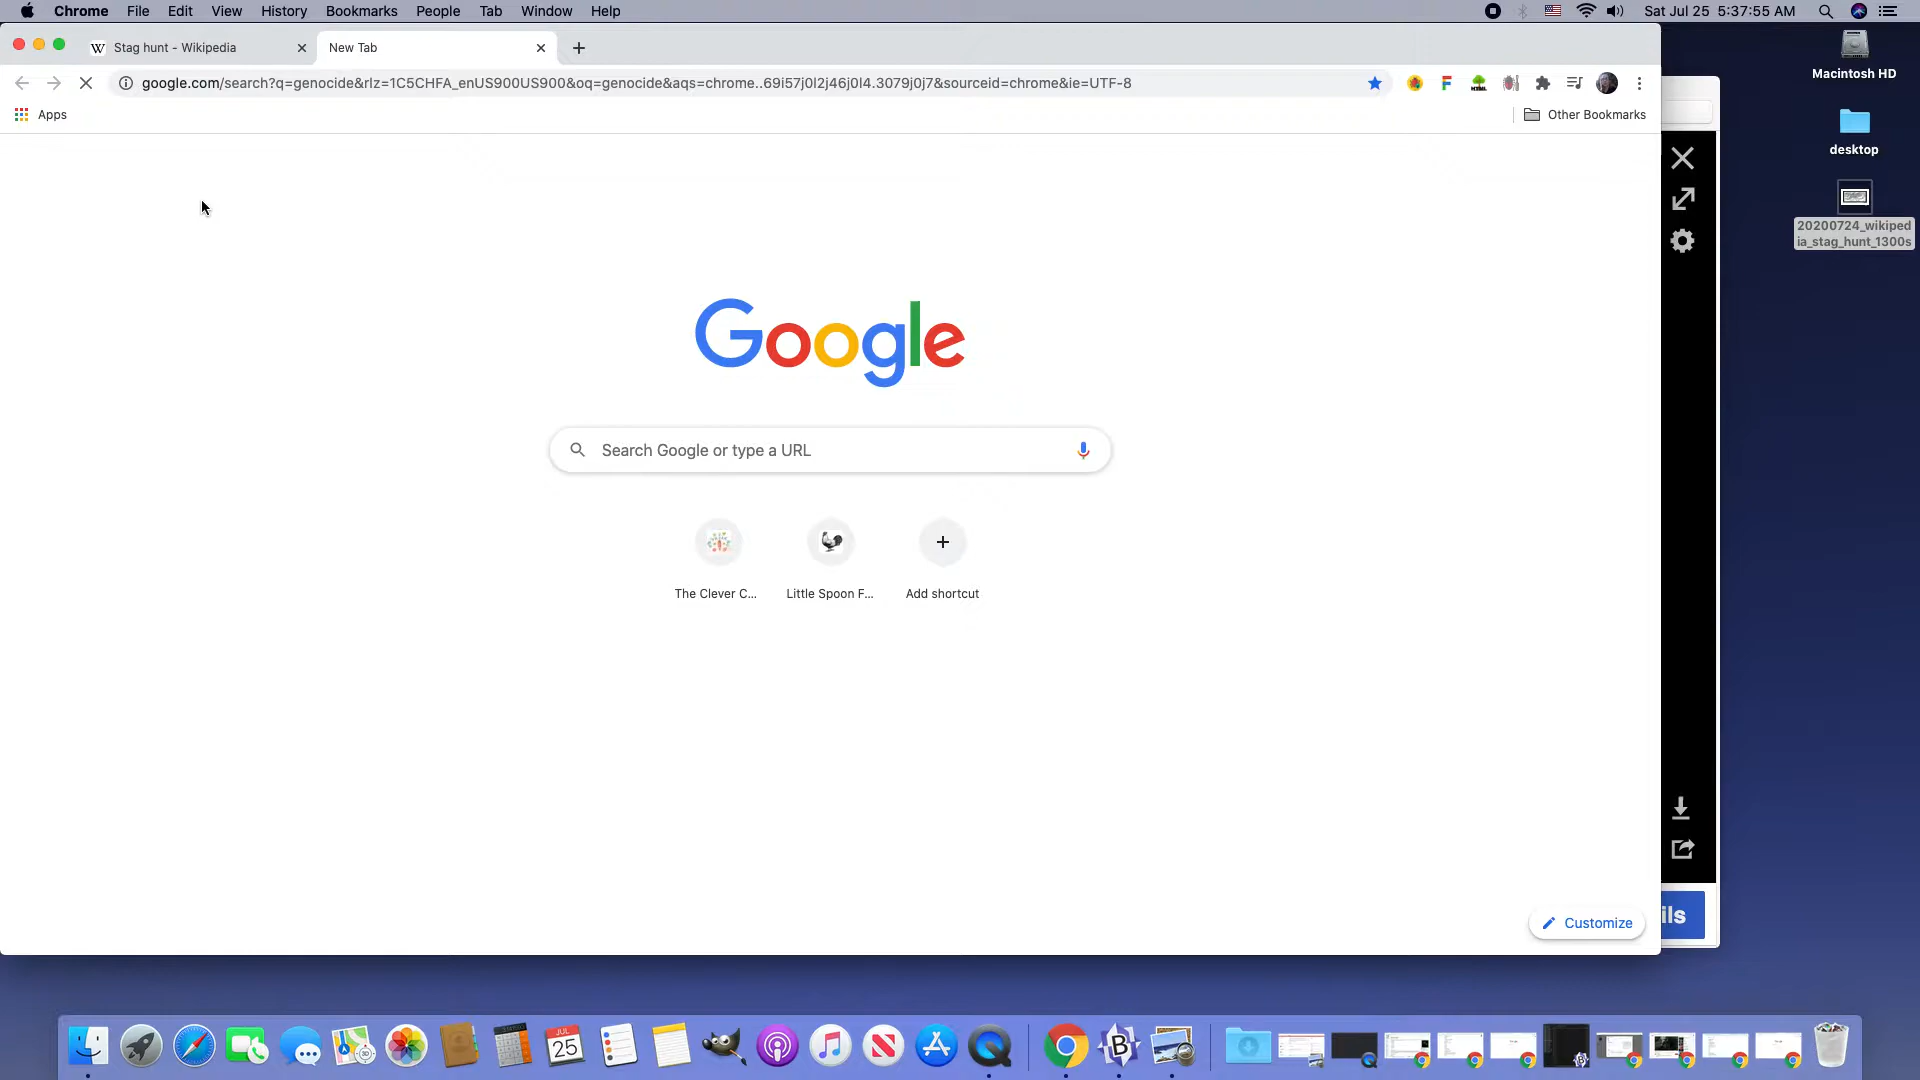 Chrome File Edit View History Bookmarks People Tab Window Help
Sat Jul 25 5:37:55 AM
W Stag hunt - Wikipedia
New Tab
google.com/search?q=genocide&rlz=1C5CHFA_enUS900US900&oq=genocide&aqs=chrome..69i57j0l2j46j0l4.3079j0j7&sourceid=chrome&ie=UTF-8
Apps
Other Bookmarks
Macintosh HD
desktop
20200724_wikiped
ia_stag_hunt_1300s
Google
Search Google or type a URL
The Clever C...
Little Spoon F...
Add shortcut
Customize
ils
JUL
25